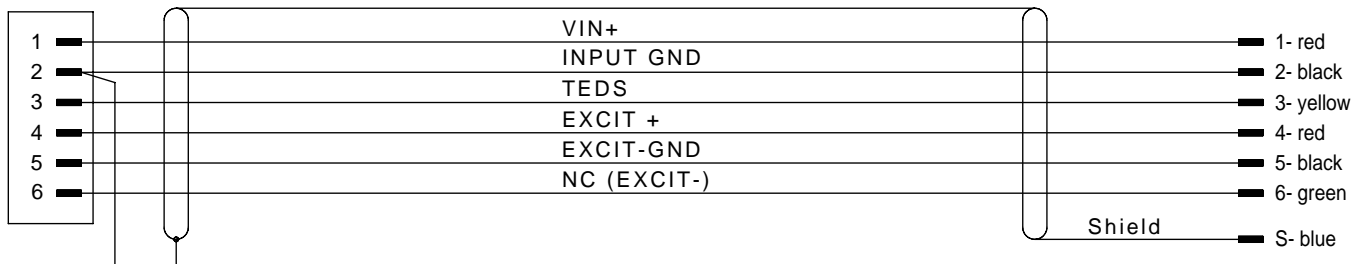 1 VIN+ 1- red
2 INPUT GND 2- black
3 TEDS 3- yellow
4 EXCIT + 4- red
5 EXCIT-GND 5- black
6 NC (EXCIT-) 6- green
Shield S- blue